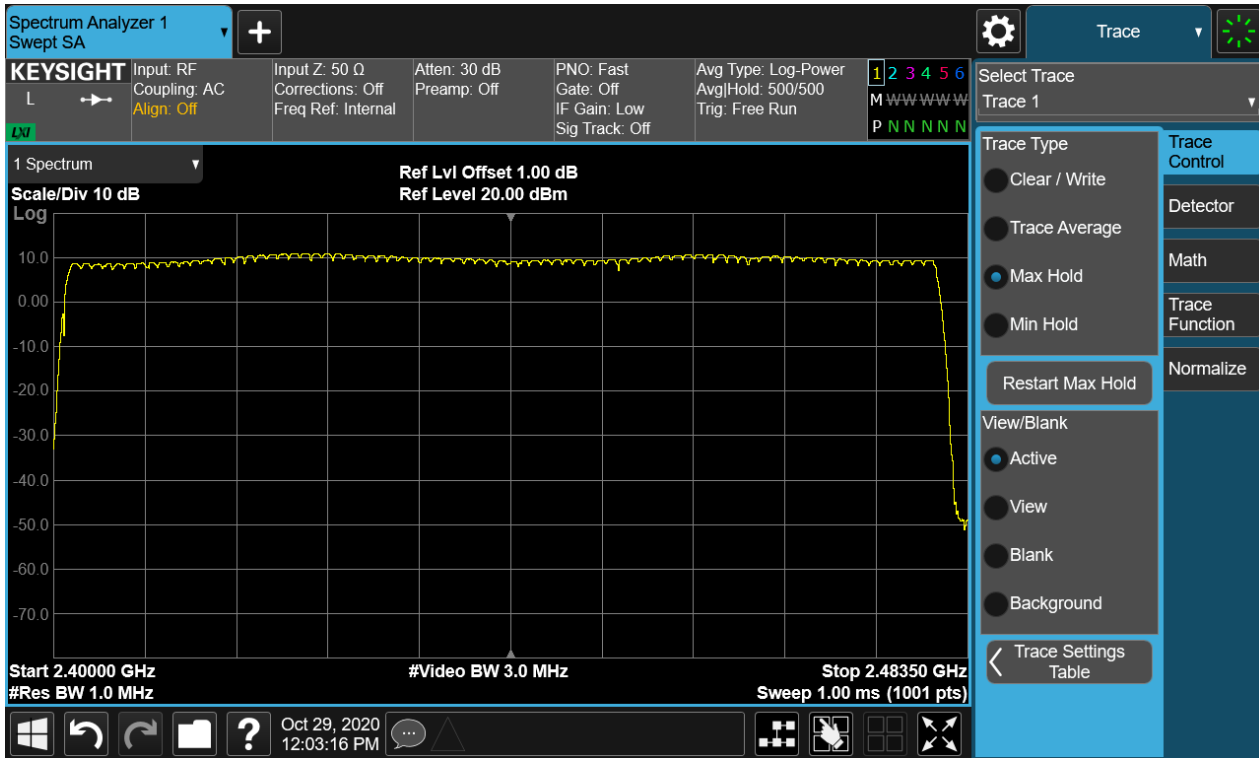 Spectrum Analyzer 1
Swept SA
+
Trace
KEYSIGHT
L
LXI
Input: RF
Coupling: AC
Align: Off
Input Z: 50 Ω
Corrections: Off
Freq Ref: Internal
Atten: 30 dB
Preamp: Off
PNO: Fast
Gate: Off
IF Gain: Low
Sig Track: Off
Avg Type: Log-Power
Avg|Hold: 500/500
Trig: Free Run
1 2 3 4 5 6
M W W W W W
P N N N N N
1 Spectrum
Scale/Div 10 dB
Log
Ref Lvl Offset 1.00 dB
Ref Level 20.00 dBm
10.0
0.00
-10.0
-20.0
-30.0
-40.0
-50.0
-60.0
-70.0
Start 2.40000 GHz
#Res BW 1.0 MHz
#Video BW 3.0 MHz
Stop 2.48350 GHz
Sweep 1.00 ms (1001 pts)
?
Oct 29, 2020
12:03:16 PM
Select Trace
Trace 1
Trace Type
Clear / Write
Trace Average
Max Hold
Min Hold
Restart Max Hold
View/Blank
Active
View
Blank
Background
Trace Settings
Table
Trace
Control
Detector
Math
Trace
Function
Normalize